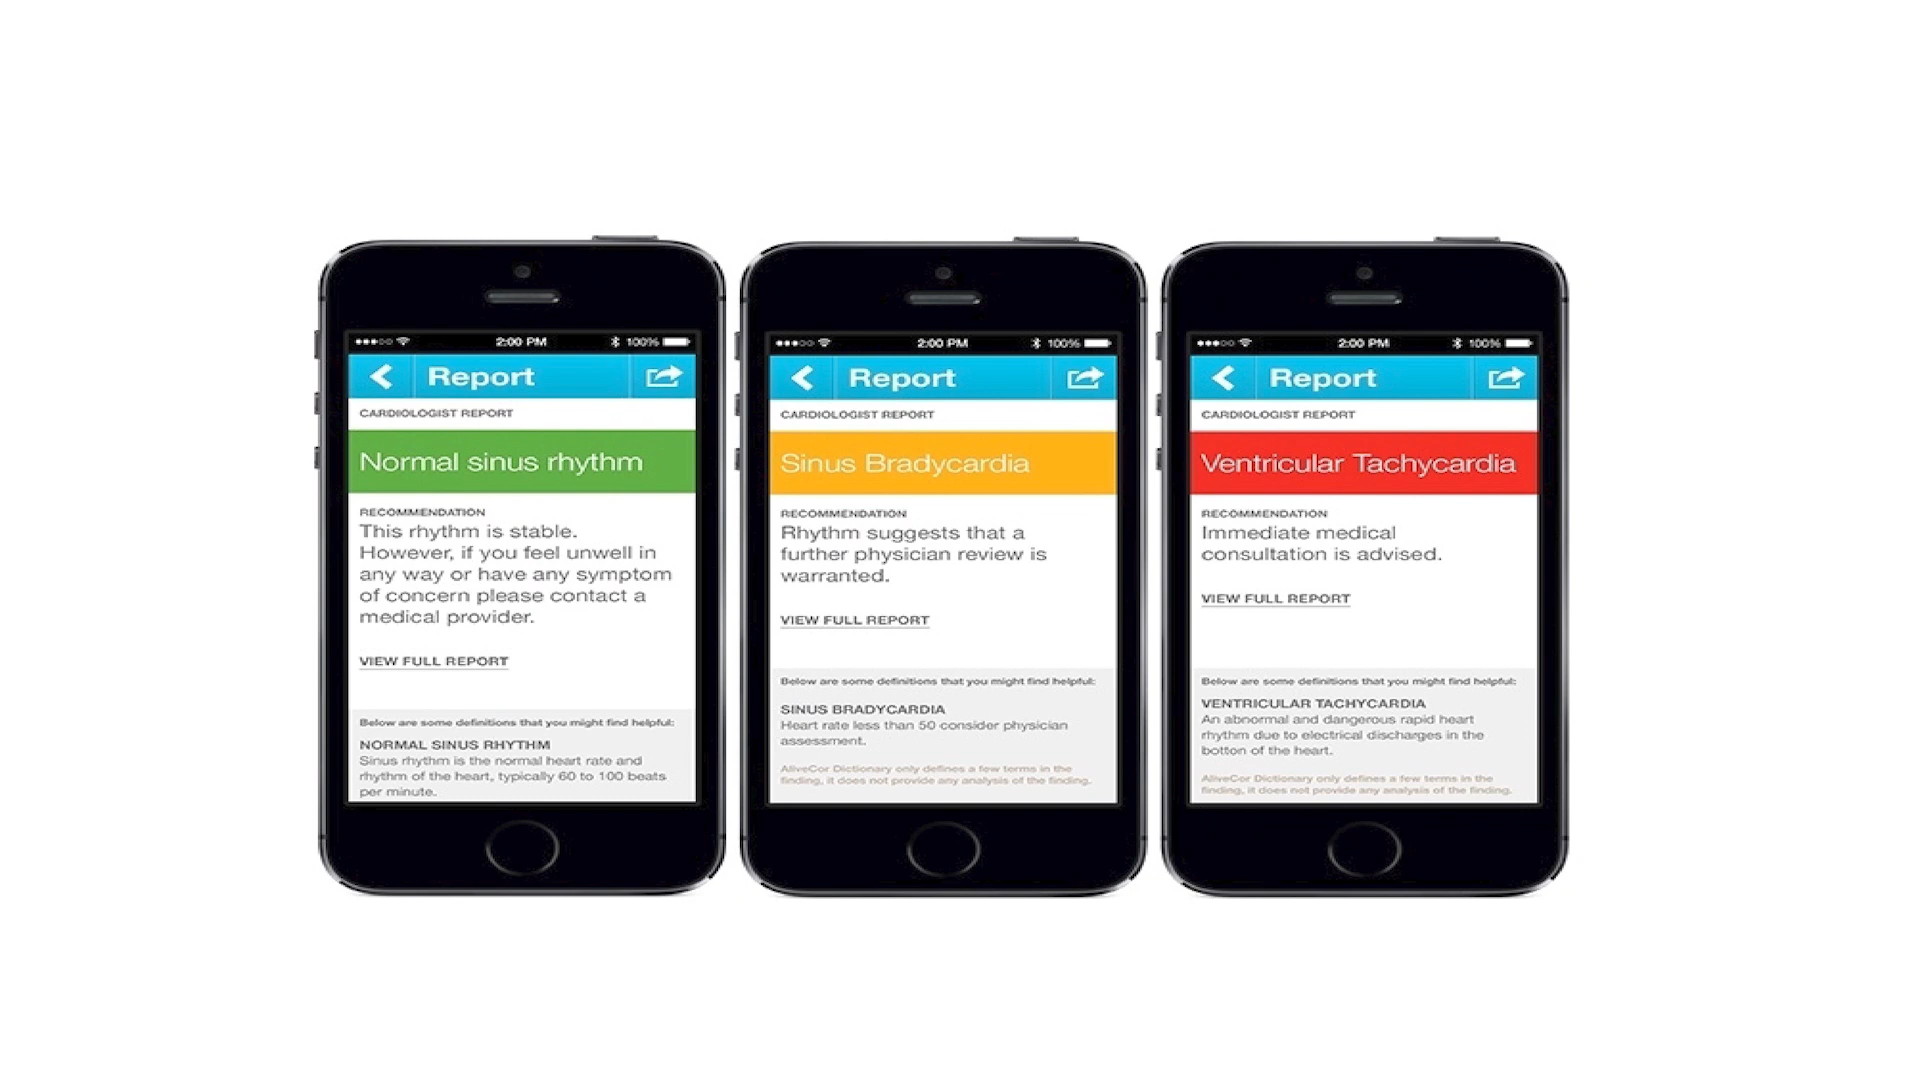 2:00 PM
100%
Report
CARDIOLOGIST REPORT
Normal sinus rhythm
RECOMMENDATION
This rhythm is stable.
However, if you feel unwell in
any way or have any symptom
of concern please contact a
medical provider.
VIEW FULL REPORT
Below are some definitions that you might find helpful:
NORMAL SINUS RHYTHM
Sinus rhythm is the normal heart rate and
rhythm of the heart, typically 60 to 100 beats
per minute.
2:00 PM
100%
Report
CARDIOLOGIST REPORT
Sinus Bradycardia
RECOMMENDATION
Rhythm suggests that a
further physician review is
warranted.
VIEW FULL REPORT
Below are some definitions that you might find helpful:
SINUS BRADYCARDIA
Heart rate less than 50 consider physician
assessment.
AliveCor Dictionary only defines a few terms in the
finding, it does not provide any analysis of the finding.
2:00 PM
100%
Report
CARDIOLOGIST REPORT
Ventricular Tachycardia
RECOMMENDATION
Immediate medical
consultation is advised.
VIEW FULL REPORT
Below are some definitions that you might find helpful:
VENTRICULAR TACHYCARDIA
An abnormal and dangerous rapid heart
rhythm due to electrical discharges in the
botton of the heart.
AliveCor Dictionary only defines a few terms in the
finding, it does not provide any analysis of the finding.